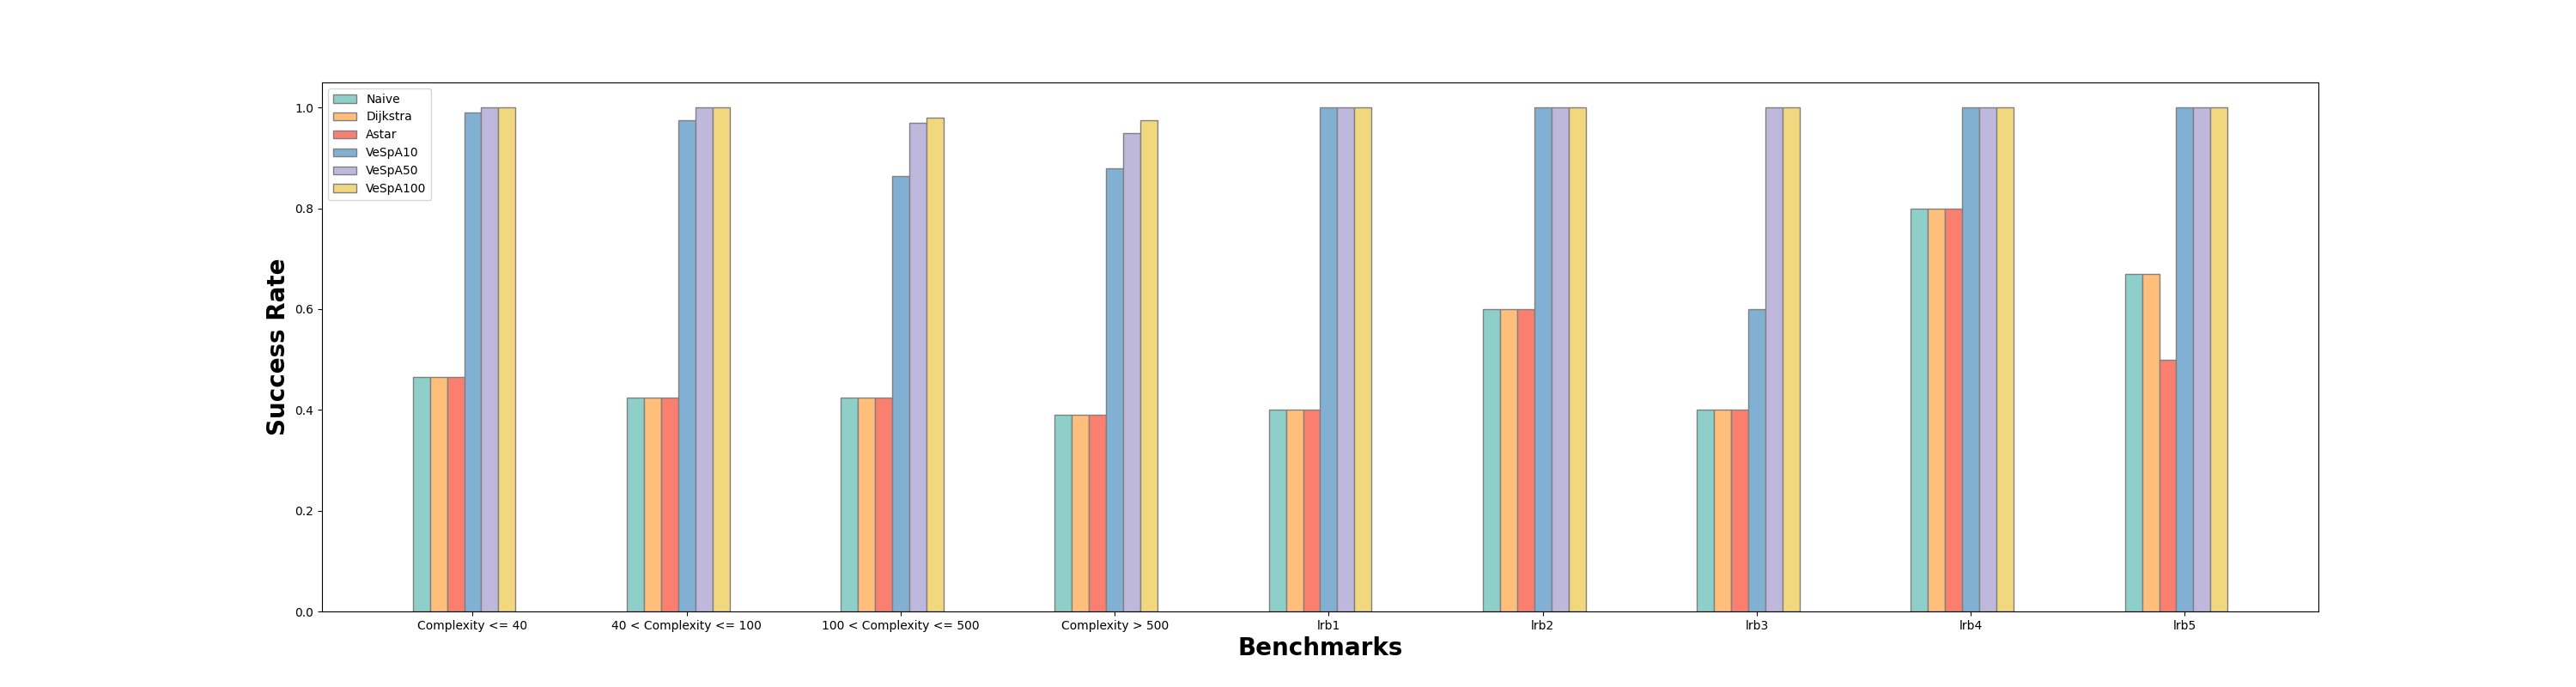 Naive
Dijkstra
Astar
VeSpA10
VeSpA50
VeSpA100
1.0
0.8
0.6
0.4
0.2
0.0
Success Rate
Complexity <= 40 40 < Complexity <= 100 100 < Complexity <= 500 Complexity > 500 lrb1 lrb2 lrb3 lrb4 lrb5
Benchmarks